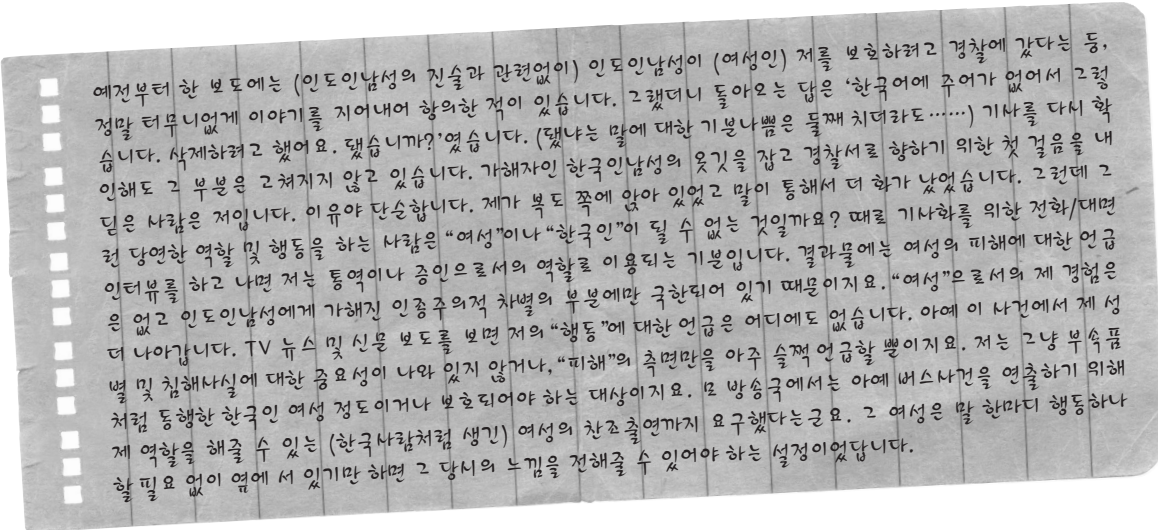 예전부터 한 보도에는 (인도인남성의 진술과 관련없이) 인도인남성이 (여성인) 저를 보호하려고 경찰에 갔다는 둥,
정말 터무니없게 이야기를 지어내어 항의한 적이 있습니다. 그랬더니 돌아오는 답은 ‘한국어에 주어가 없어서 그렇
습니다. 삭제하려고 했어요. 됐습니까?’였습니다. (됐냐는 말에 대한 기분나쁨은 둘째 치더라도……) 기사를 다시 확
인해도 그 부분은 고쳐지지 않고 있습니다. 가해자인 한국인남성의 옷깃을 잡고 경찰서로 향하기 위한 첫 걸음을 내
딛은 사람은 저입니다. 이유야 단순합니다. 제가 복도 쪽에 앉아 있었고 말이 통해서 더 화가 났었습니다. 그런데 그
런 당연한 역할 및 행동을 하는 사람은 “여성”이나 “한국인”이 될 수 없는 것일까요? 때로 기사화를 위한 전화/대면
인터뷰를 하고 나면 저는 통역이나 증인으로서의 역할로 이용되는 기분입니다. 결과물에는 여성의 피해에 대한 언급
은 없고 인도인남성에게 가해진 인종주의적 차별의 부분에만 국한되어 있기 때문이지요. “여성”으로서의 제 경험은
더 나아갑니다. TV 뉴스 및 신문 보도를 보면 저의 “행동”에 대한 언급은 어디에도 없습니다. 아예 이 사건에서 제 성
별 및 침해사실에 대한 중요성이 나와 있지 않거나, “피해”의 측면만을 아주 슬쩍 언급할 뿐이지요. 저는 그냥 부속품
처럼 동행한 한국인 여성 정도이거나 보호되어야 하는 대상이지요. 모 방송국에서는 아예 버스사건을 연출하기 위해
제 역할을 해줄 수 있는 (한국사람처럼 생긴) 여성의 찬조출연까지 요구했다는군요. 그 여성은 말 한마디 행동하나
할 필요 없이 옆에 서 있기만 하면 그 당시의 느낌을 전해줄 수 있어야 하는 설정이었답니다.